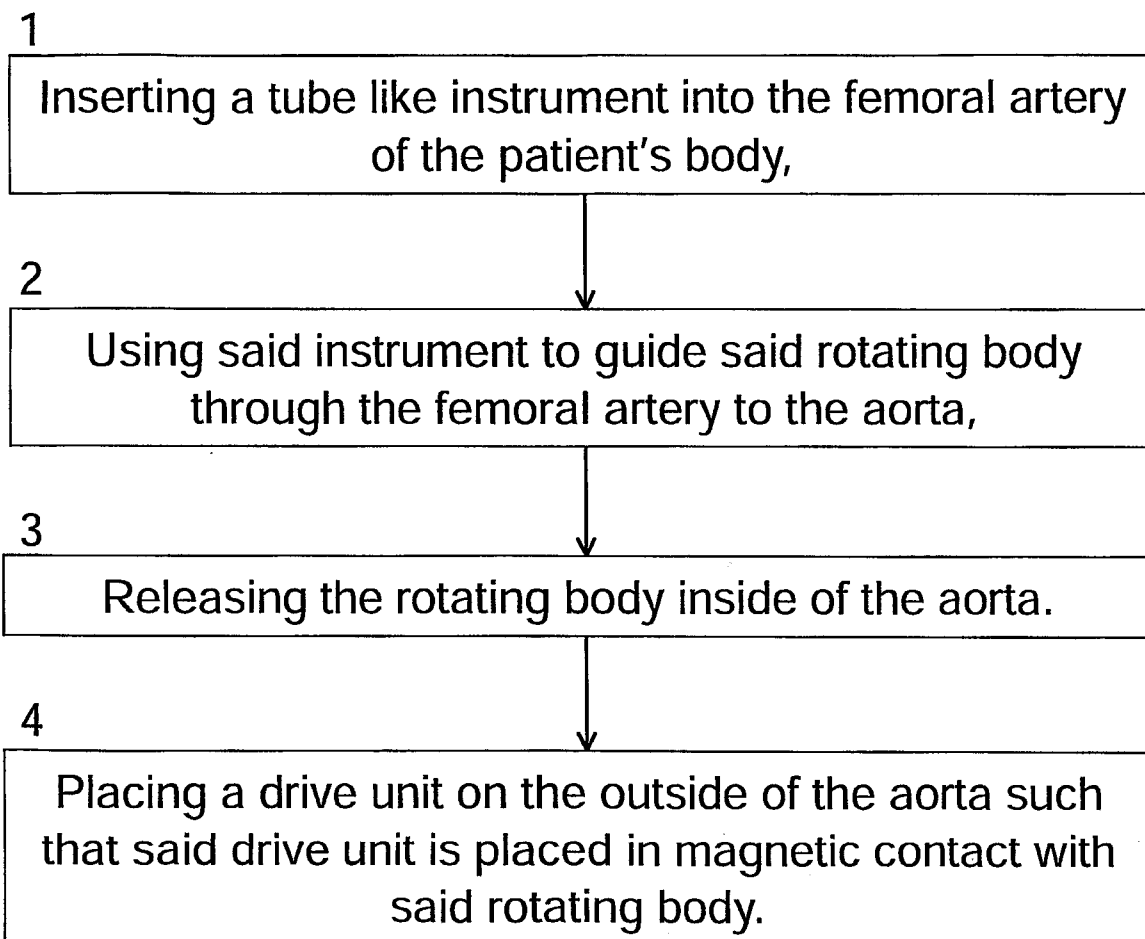 1
Inserting a tube like instrument into the femoral artery
of the patient's body,
2
Using said instrument to guide said rotating body
through the femoral artery to the aorta,
3
Releasing the rotating body inside of the aorta.
4
Placing a drive unit on the outside of the aorta such
that said drive unit is placed in magnetic contact with
said rotating body.